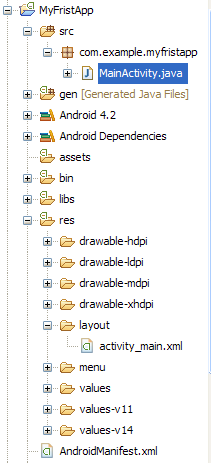 MyFristApp
src
com.example.myfristapp
MainActivity.java
gen [Generated Java Files]
Android 4.2
Android Dependencies
assets
bin
libs
res
drawable-hdpi
drawable-ldpi
drawable-mdpi
drawable-xhdpi
layout
activity_main.xml
menu
values
values-v11
values-v14
AndroidManifest.xml